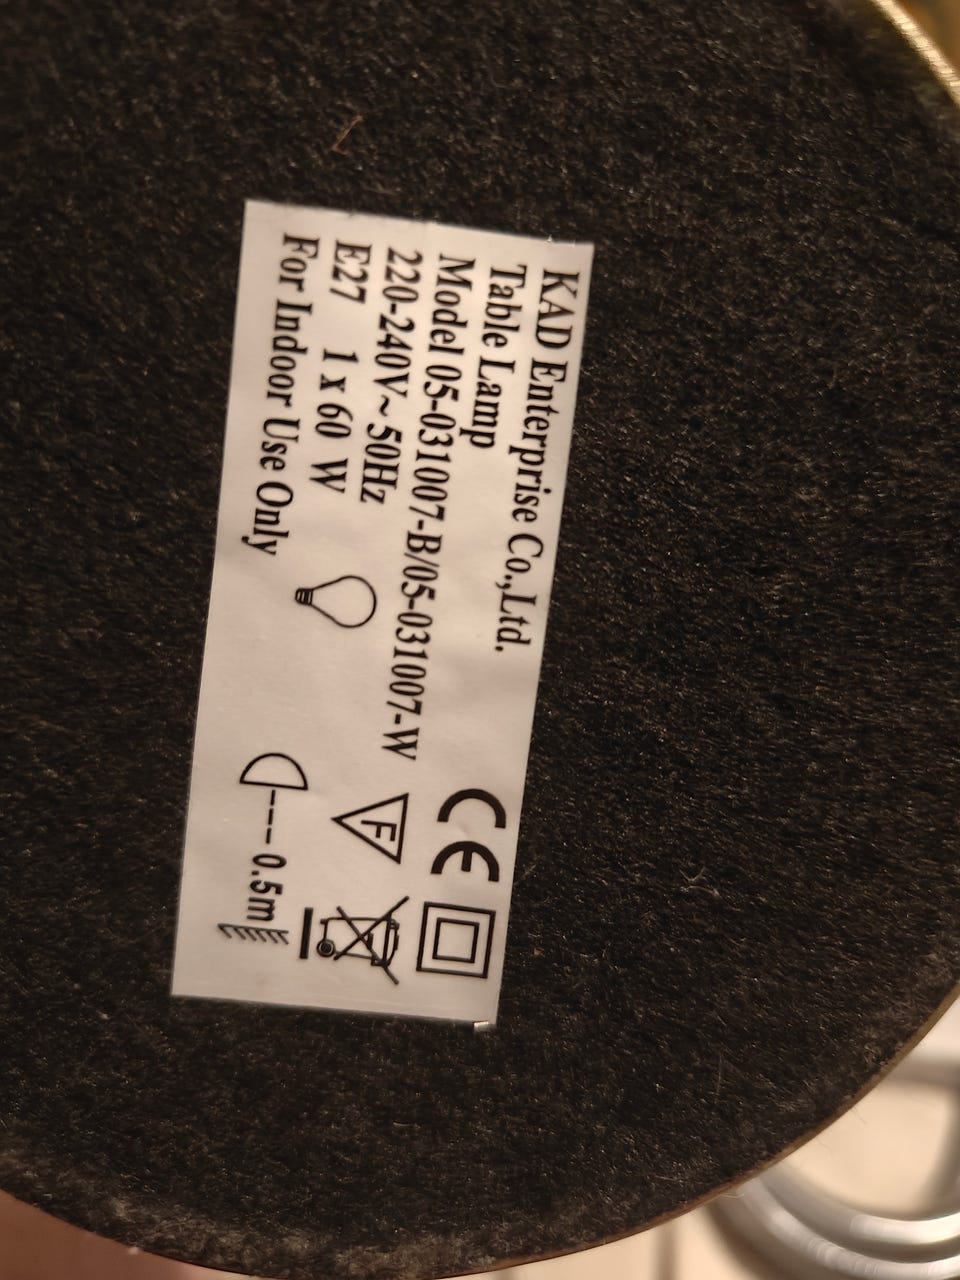 KAD Enterprise Co.,Ltd.
Table Lamp
Model 05-031007-B/05-031007-W
220-240V~ 50Hz
E27 1 x 60 W
For Indoor Use Only
CE
F
0.5m